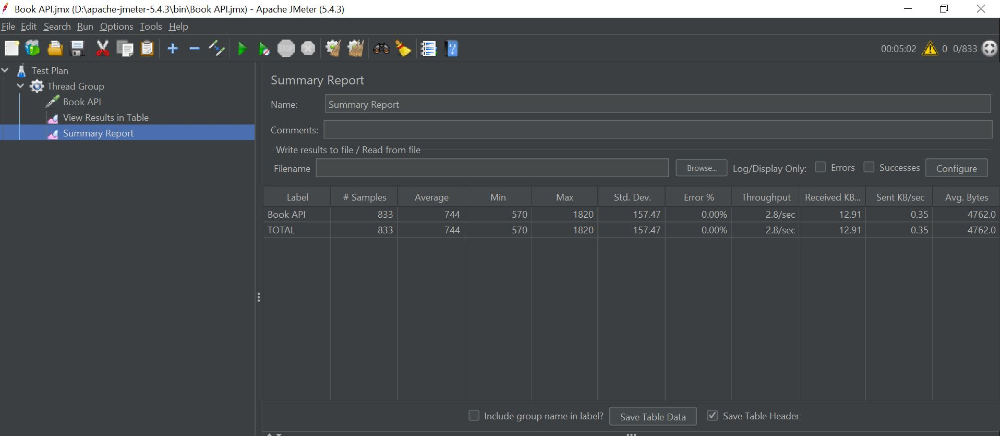 Book API.jmx (D:\apache-jmeter-5.4.3\bin\Book API.jmx) - Apache JMeter (5.4.3)
File Edit Search Run Options Tools Help
STOP
?
00:05:02 0 0/833
Test Plan
Thread Group
Book API
View Results in Table
Summary Report
Summary Report
Name: Summary Report
Comments:
Write results to file / Read from file
Filename Browse... Log/Display Only: Errors Successes Configure
Label # Samples Average Min Max Std. Dev. Error % Throughput Received KB... Sent KB/sec Avg. Bytes
Book API 833 744 570 1820 157.47 0.00% 2.8/sec 12.91 0.35 4762.0
TOTAL 833 744 570 1820 157.47 0.00% 2.8/sec 12.91 0.35 4762.0
Include group name in label? Save Table Data Save Table Header